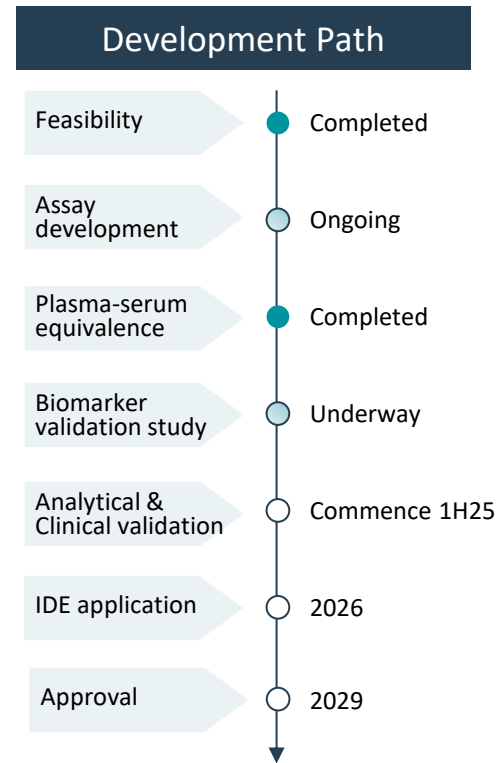 Development Path
Feasibility
Completed
Assay
development
Ongoing
Plasma-serum
equivalence
Completed
Biomarker
validation study
Underway
Analytical &
Clinical validation
Commence 1H25
IDE application
2026
Approval
2029